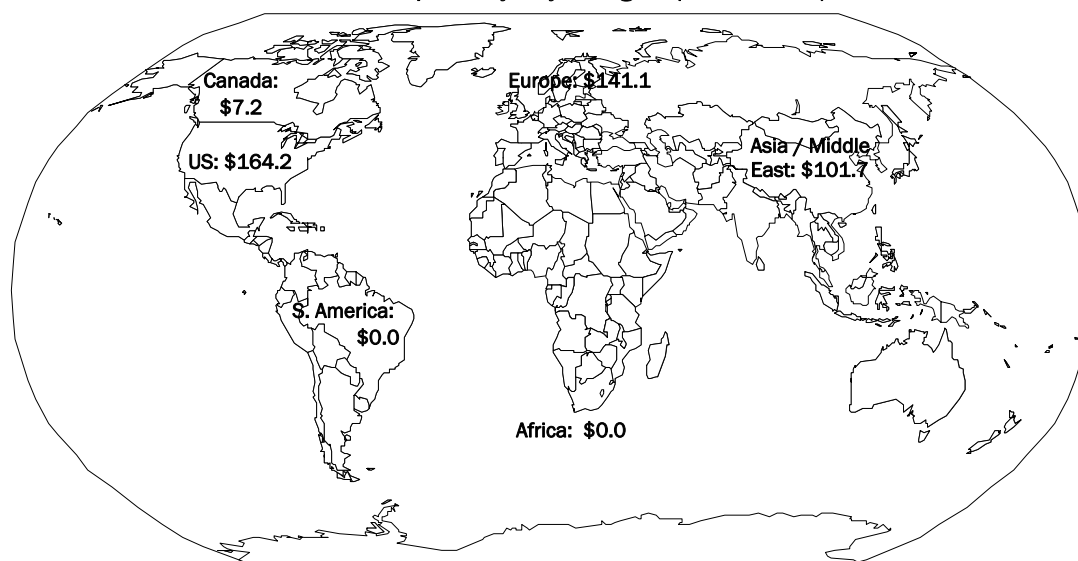 Canada:
$7.2
Europe: $141.1
US: $164.2
Asia / Middle
East: $101.7
S. America:
$0.0
Africa: $0.0